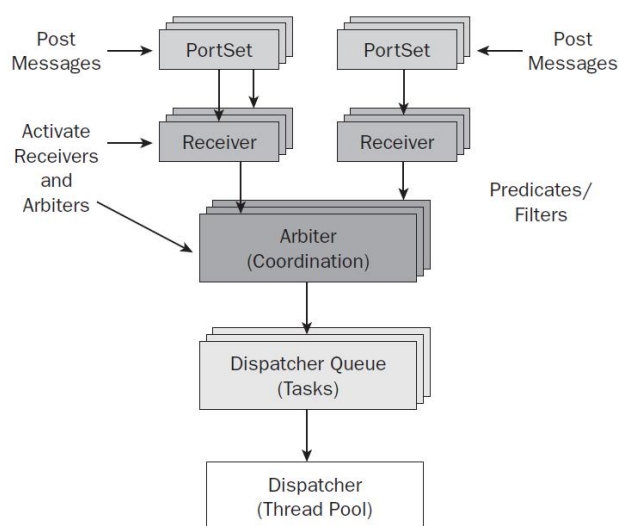 Post
Messages
PortSet
PortSet
Post
Messages
Activate
Receivers
and
Arbiters
Receiver
Receiver
Predicates/
Filters
Arbiter
(Coordination)
Dispatcher Queue
(Tasks)
Dispatcher
(Thread Pool)